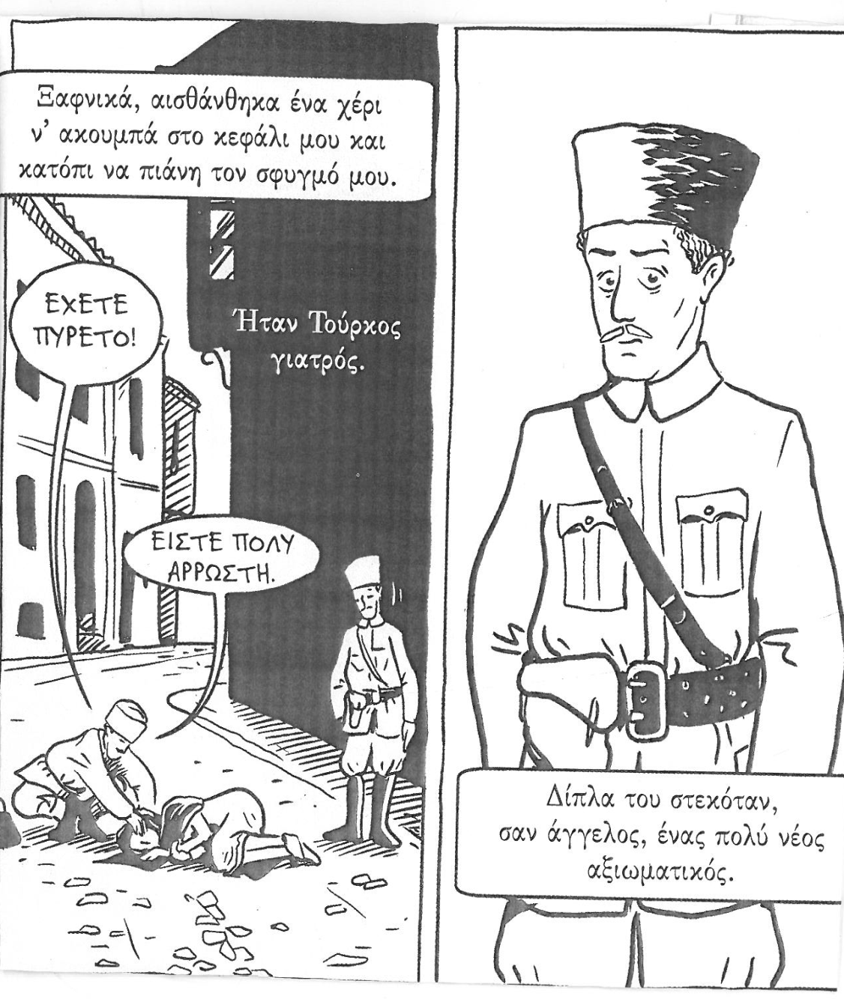 Ξαφνικά, αισθάνθηκα ένα χέρι
ν' ακουμπά στο κεφάλι μου και
κατόπι να πιάνη τον σφυγμό μου.
ΕΧΕΤΕ
ΠΥΡΕΤΟ!
Ήταν Τούρκος
γιατρός.
ΕΙΣΤΕ ΠΟΛΥ
ΑΡΡΩΣΤΗ.
Δίπλα του στεκόταν,
σαν άγγελος, ένας πολύ νέος
αξιωματικός.